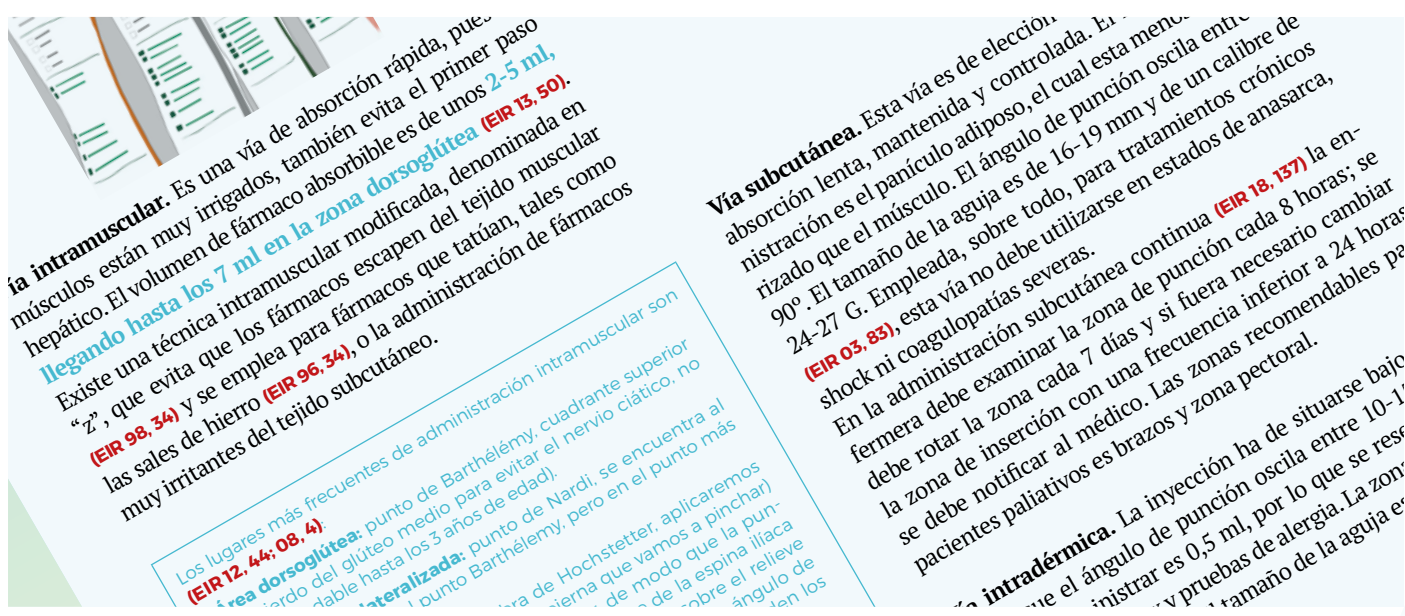 ía intramuscular. Es una vía de absorción rápida, pues
músculos están muy irrigados, también evita el primer paso
hepático. El volumen de fármaco absorbible es de unos 2-5 ml,
llegando hasta los 7 ml en la zona dorsoglútea (EIR 13, 50).
Existe una técnica intramuscular modificada, denominada en
“z”, que evita que los fármacos escapen del tejido muscular
(EIR 98, 34) y se emplea para fármacos que tatúan, tales como
las sales de hierro (EIR 96, 34), o la administración de fármacos
muy irritantes del tejido subcutáneo.
Los lugares más frecuentes de administración intramuscular son
(EIR 12, 44; 08, 4):
Área dorsoglútea: punto de Barthélémy, cuadrante superior
ierdo del glúteo medio para evitar el nervio ciático, no
dable hasta los 3 años de edad).
ateralizada: punto de Nardi, se encuentra al
l punto Barthélemy, pero en el punto más
ra de Hochstetter, aplicaremos
ierna que vamos a pinchar)
de modo que la pun-
de la espina ilíaca
sobre el relieve
ángulo de
en los
Vía subcutánea. Esta vía es de elección
absorción lenta, mantenida y controlada. El
nistración es el panículo adiposo, el cual esta menos
rizado que el músculo. El ángulo de punción oscila entre
90º. El tamaño de la aguja es de 16-19 mm y de un calibre de
24-27 G. Empleada, sobre todo, para tratamientos crónicos
(EIR 03, 83), esta vía no debe utilizarse en estados de anasarca,
shock ni coagulopatías severas.
En la administración subcutánea continua (EIR 18, 137) la en-
fermera debe examinar la zona de punción cada 8 horas; se
debe rotar la zona cada 7 días y si fuera necesario cambiar
la zona de inserción con una frecuencia inferior a 24 horas
se debe notificar al médico. Las zonas recomendables pa
pacientes paliativos es brazos y zona pectoral.
ía intradérmica. La inyección ha de situarse bajo
ue el ángulo de punción oscila entre 10-1
nistrar es 0,5 ml, por lo que se rese
y pruebas de alergia. La zona
l tamaño de la aguja es